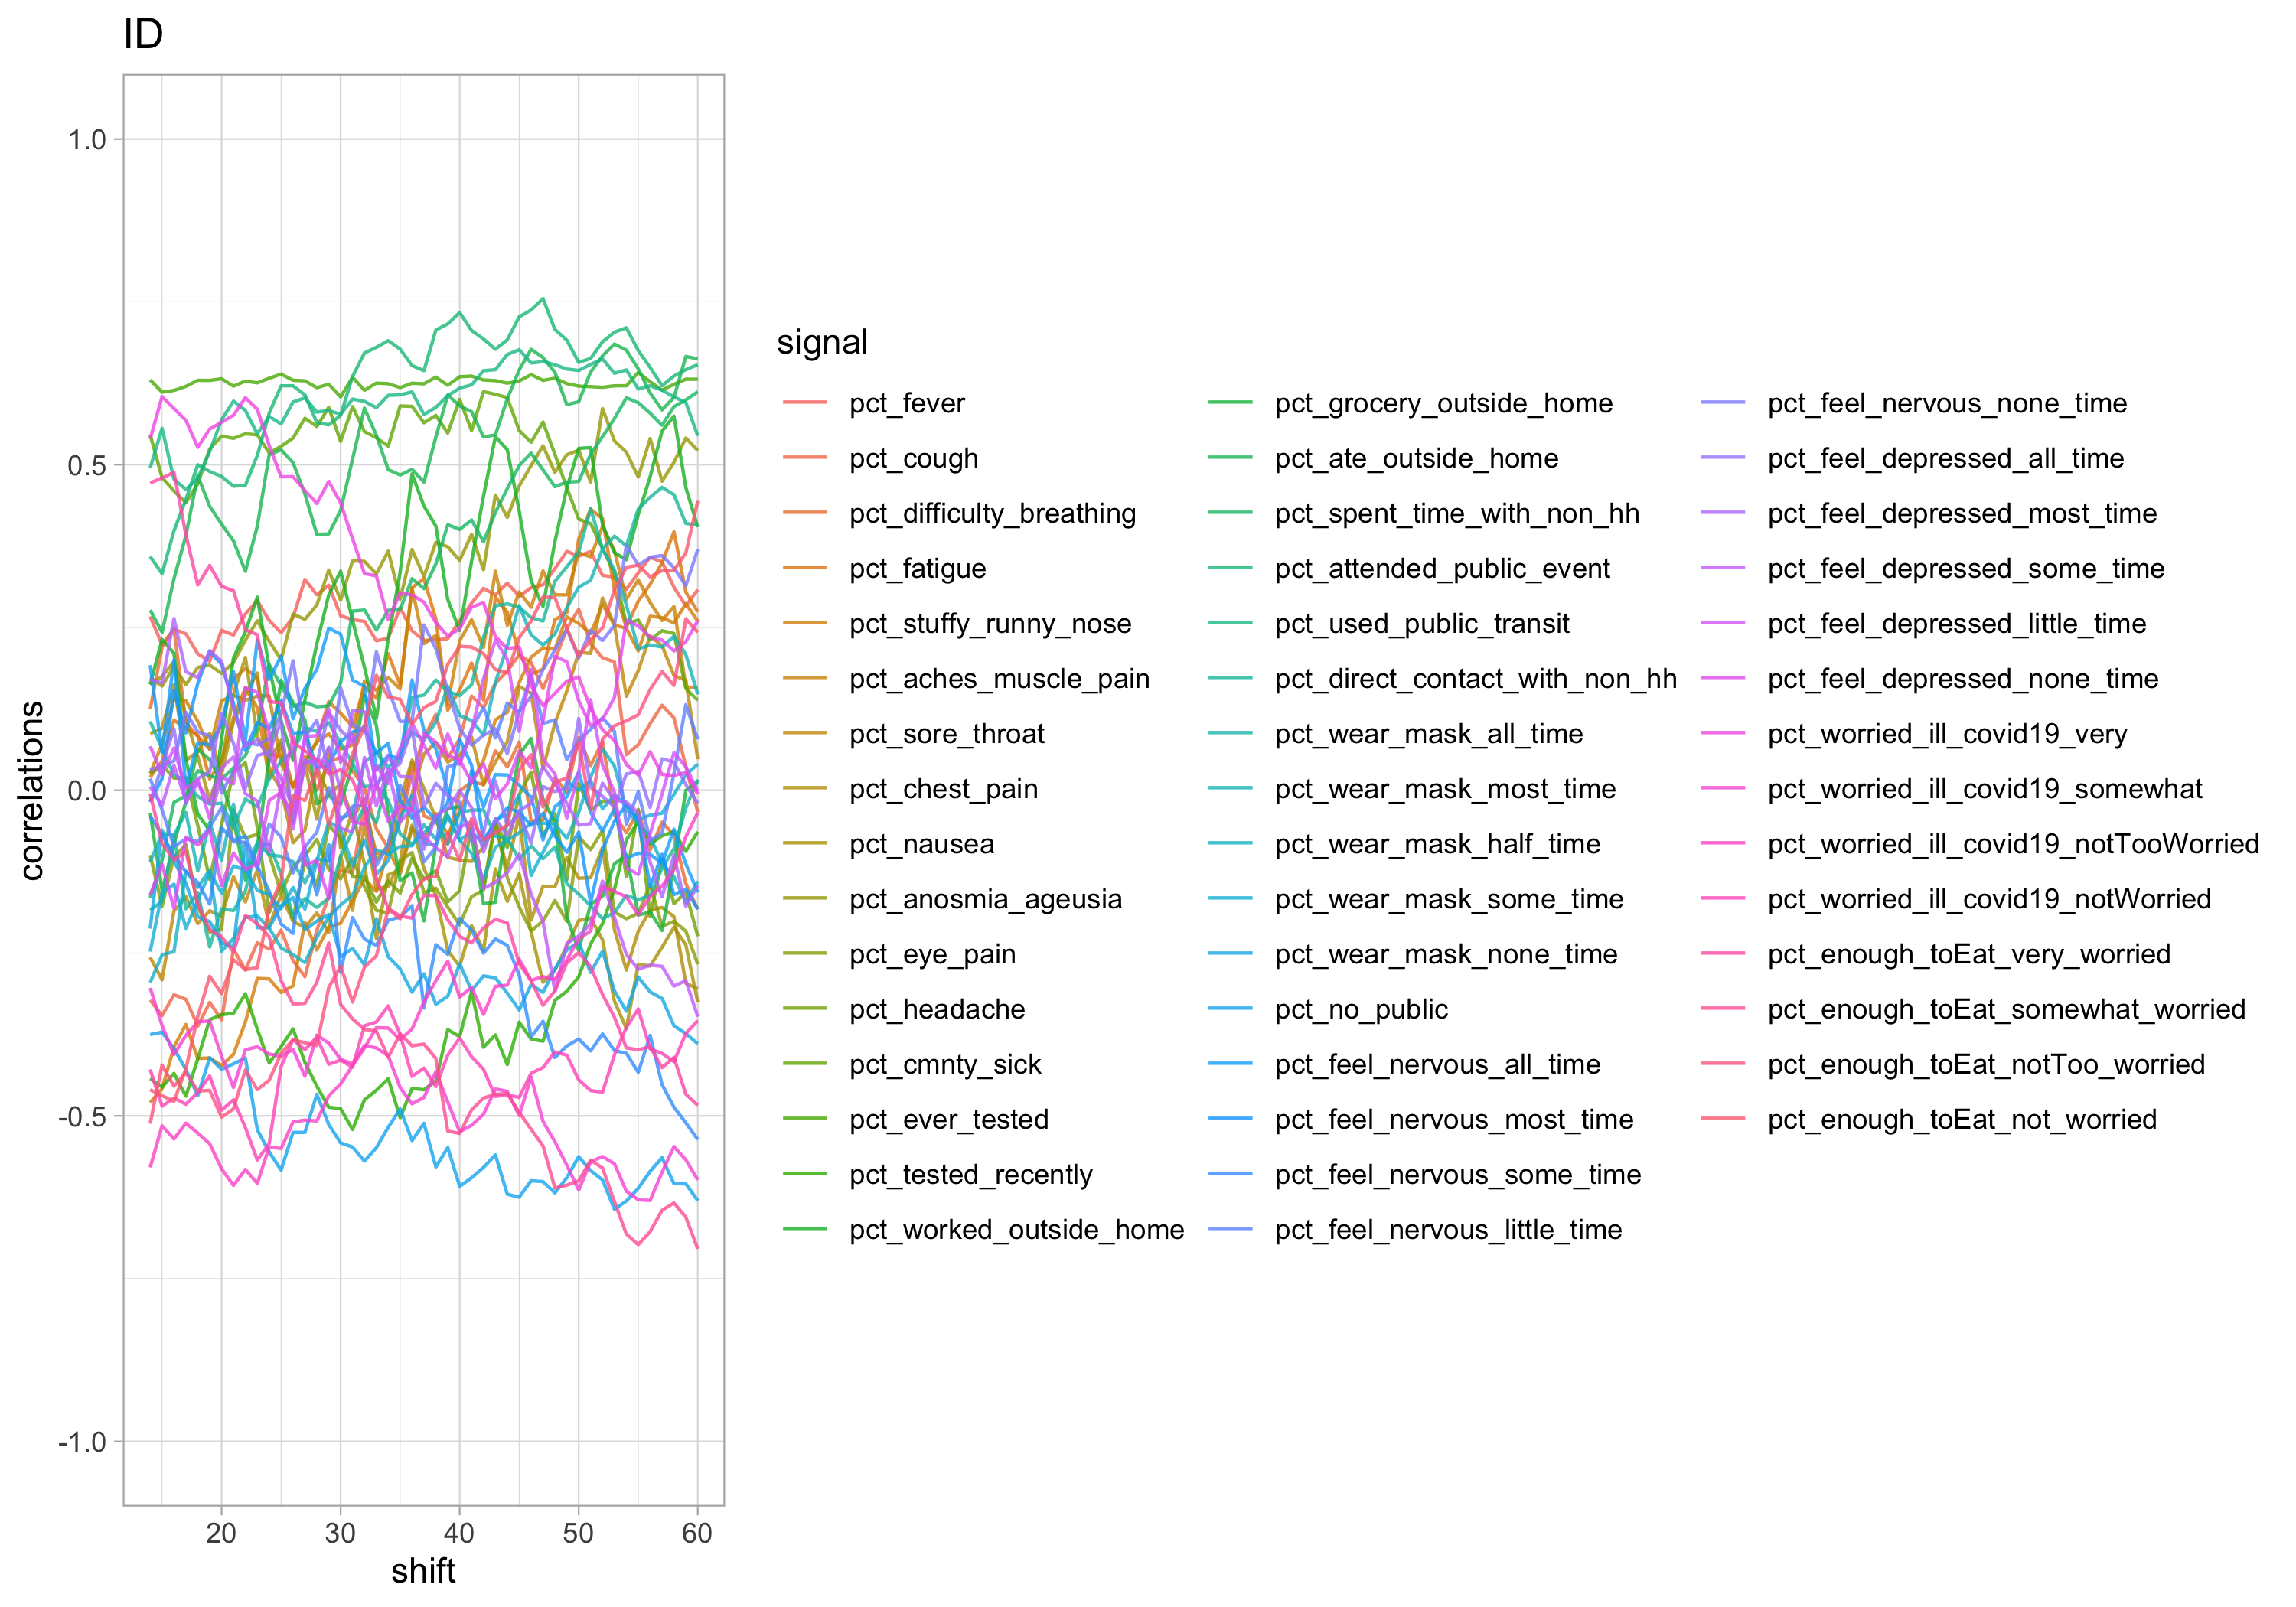 ID
1.0
0.5
0.0
-0.5
-1.0
correlations
20 30 40 50 60
shift
signal
pct_fever
pct_cough
pct_difficulty_breathing
pct_fatigue
pct_stuffy_runny_nose
pct_aches_muscle_pain
pct_sore_throat
pct_chest_pain
pct_nausea
pct_anosmia_ageusia
pct_eye_pain
pct_headache
pct_cmnty_sick
pct_ever_tested
pct_tested_recently
pct_worked_outside_home
pct_grocery_outside_home
pct_ate_outside_home
pct_spent_time_with_non_hh
pct_attended_public_event
pct_used_public_transit
pct_direct_contact_with_non_hh
pct_wear_mask_all_time
pct_wear_mask_most_time
pct_wear_mask_half_time
pct_wear_mask_some_time
pct_wear_mask_none_time
pct_no_public
pct_feel_nervous_all_time
pct_feel_nervous_most_time
pct_feel_nervous_some_time
pct_feel_nervous_little_time
pct_feel_nervous_none_time
pct_feel_depressed_all_time
pct_feel_depressed_most_time
pct_feel_depressed_some_time
pct_feel_depressed_little_time
pct_feel_depressed_none_time
pct_worried_ill_covid19_very
pct_worried_ill_covid19_somewhat
pct_worried_ill_covid19_notTooWorried
pct_worried_ill_covid19_notWorried
pct_enough_toEat_very_worried
pct_enough_toEat_somewhat_worried
pct_enough_toEat_notToo_worried
pct_enough_toEat_not_worried